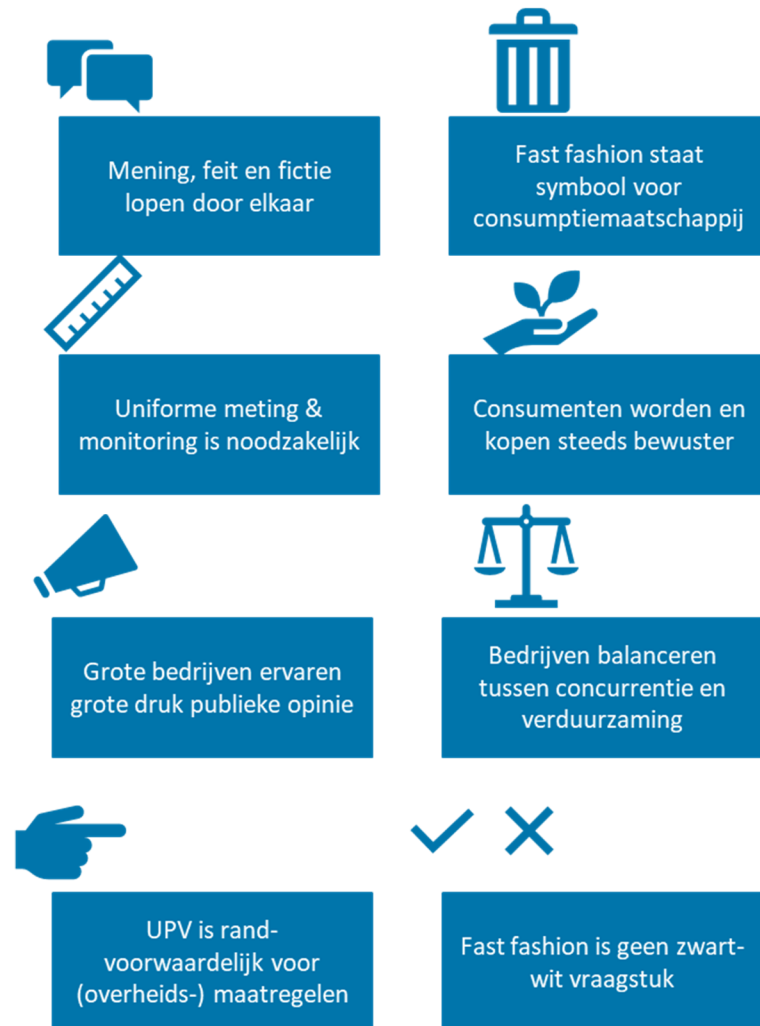 Mening, feit en fictie
lopen door elkaar
Fast fashion staat
symbool voor
consumptiemaatschappij
Uniforme meting &
monitoring is noodzakelijk
Consumenten worden en
kopen steeds bewuster
Grote bedrijven ervaren
grote druk publieke opinie
Bedrijven balanceren
tussen concurrentie en
verduurzaming
UPV is rand-
voorwaardelijk voor
(overheids-) maatregelen
Fast fashion is geen zwart-
wit vraagstuk